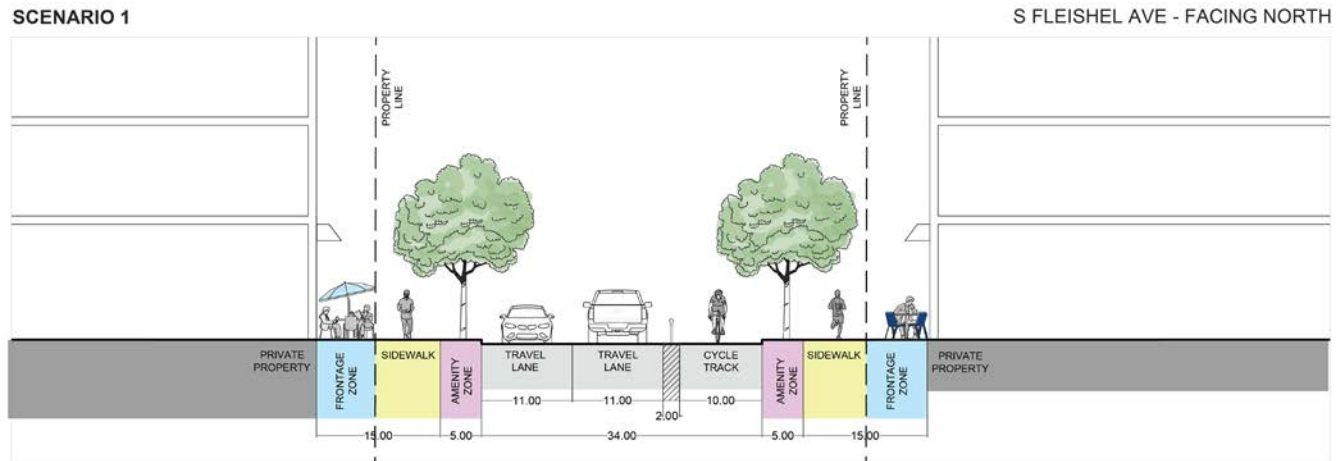 SCENARIO 1
S FLEISHEL AVE - FACING NORTH
PROPERTY
LINE
PROPERTY
LINE
PRIVATE
PROPERTY
FRONTAGE
ZONE
SIDEWALK
AMENITY
ZONE
TRAVEL
LANE
TRAVEL
LANE
CYCLE
TRACK
AMENITY
ZONE
SIDEWALK
FRONTAGE
ZONE
PRIVATE
PROPERTY
11.00
11.00
2.00
10.00
15.00
5.00
34.00
5.00
15.00